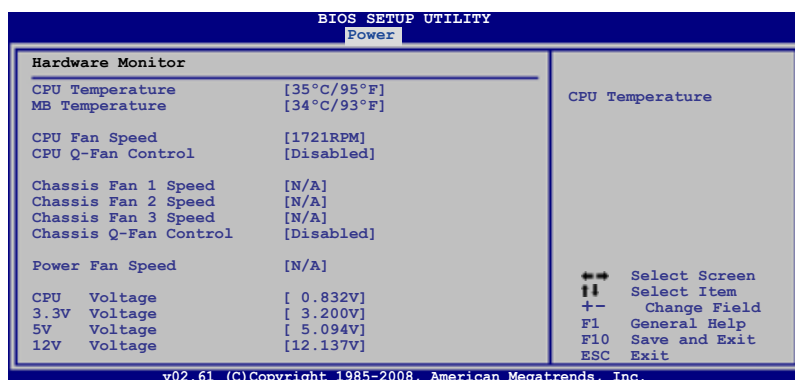 BIOS SETUP UTILITY
Power
Hardware Monitor
CPU Temperature [35°C/95°F]
MB Temperature [34°C/93°F]
CPU Fan Speed [1721RPM]
CPU Q-Fan Control [Disabled]
Chassis Fan 1 Speed [N/A]
Chassis Fan 2 Speed [N/A]
Chassis Fan 3 Speed [N/A]
Chassis Q-Fan Control [Disabled]
Power Fan Speed [N/A]
CPU Voltage [ 0.832V]
3.3V Voltage [ 3.200V]
5V Voltage [ 5.094V]
12V Voltage [12.137V]
CPU Temperature
←→ Select Screen
↑↓ Select Item
+- Change Field
F1 General Help
F10 Save and Exit
ESC Exit
v02.61 (C)Copyright 1985-2008, American Megatrends, Inc.